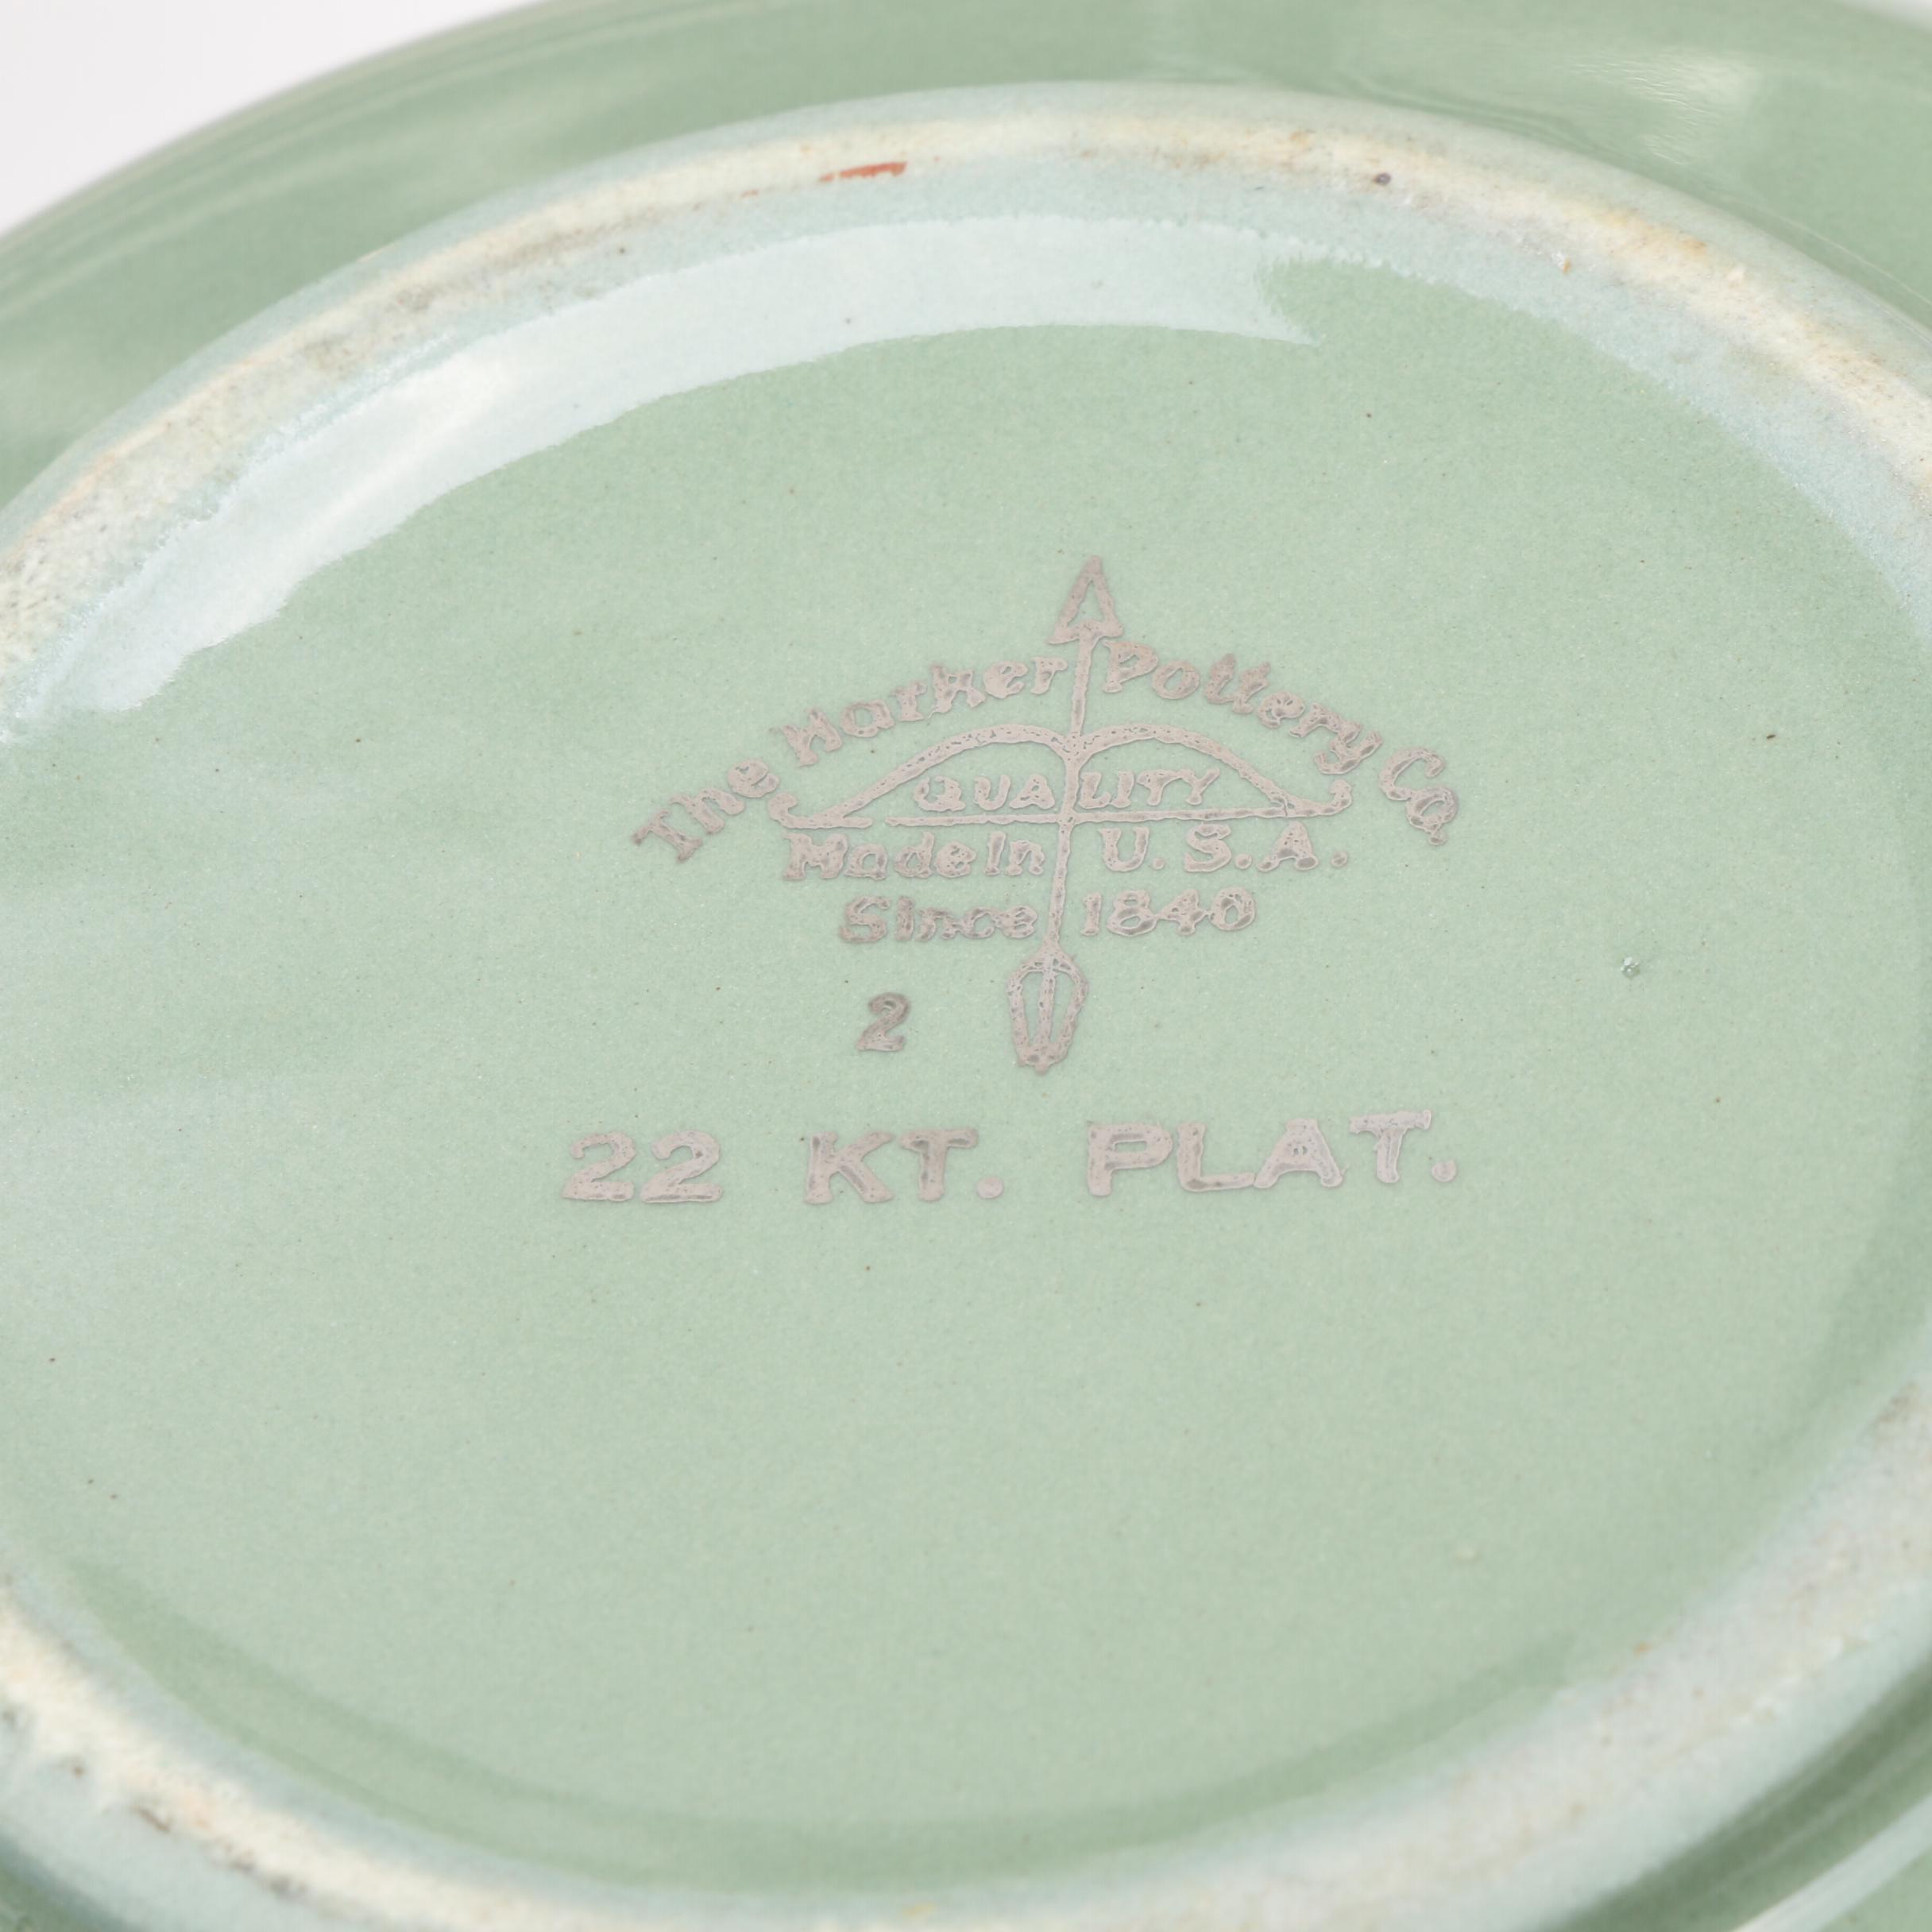 The Harker Pottery Co
QUALITY
Made In U.S.A.
Since 1840
2
22 KT. PLAT.